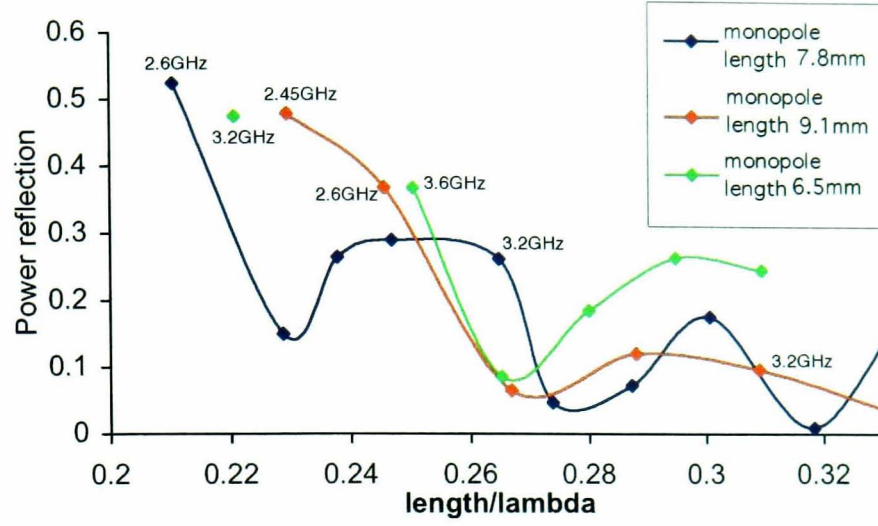 0.6
0.5
0.4
0.3
0.2
0.1
0
Power reflection
2.6GHz
3.2GHz
2.45GHz
2.6GHz
3.6GHz
3.2GHz
3.2GHz
monopole
length 7.8mm
monopole
length 9.1mm
monopole
length 6.5mm
0.2 0.22 0.24 0.26 0.28 0.3 0.32
length/lambda